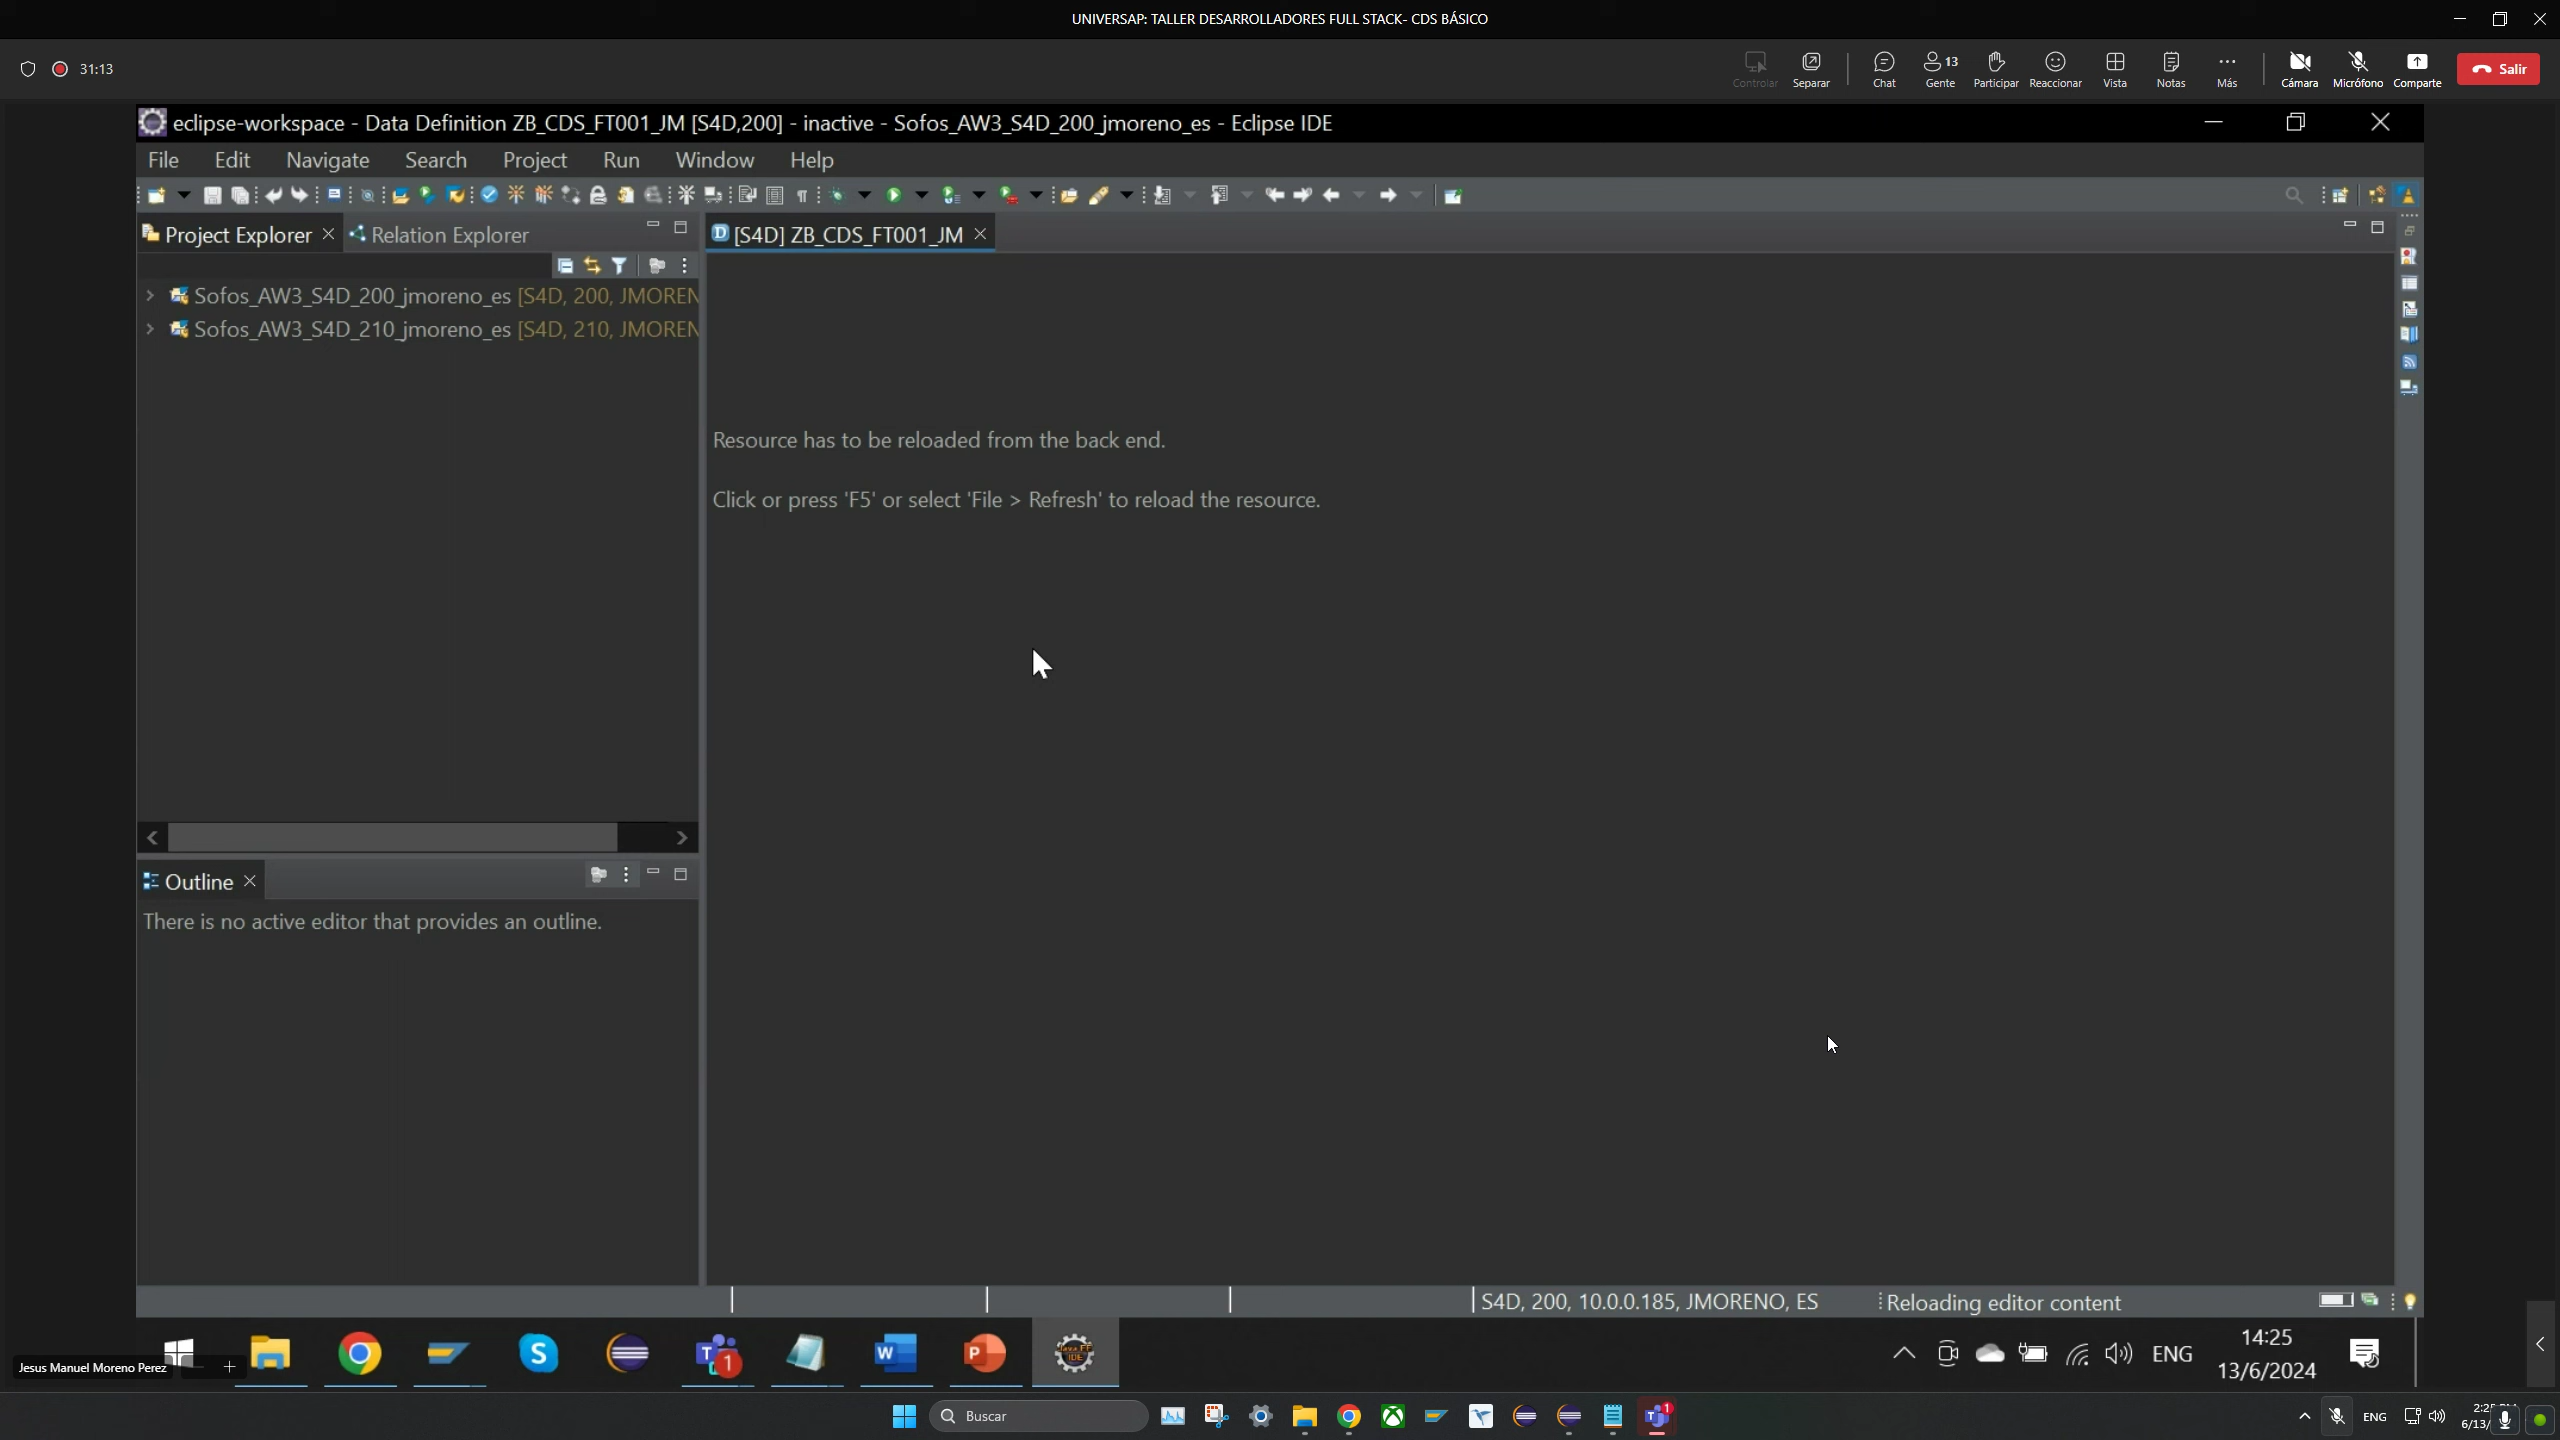 UNIVERSAP: TALLER DESARROLLADORES FULL STACK- CDS BÁSICO
31:13
Controlar
Separar
Chat
13
Gente
Participar
Reaccionar
Vista
Notas
Más
Cámara
Micrófono
Comparte
Salir
eclipse-workspace - Data Definition ZB_CDS_FT001_JM [S4D,200] - inactive - Sofos_AW3_S4D_200_jmoreno_es - Eclipse IDE
File Edit Navigate Search Project Run Window Help
Project Explorer
Relation Explorer
[S4D] ZB_CDS_FT001_JM
Sofos_AW3_S4D_200_jmoreno_es [S4D, 200, JMOREN
Sofos_AW3_S4D_210_jmoreno_es [S4D, 210, JMOREN
Resource has to be reloaded from the back end.
Click or press 'F5' or select 'File > Refresh' to reload the resource.
Outline
There is no active editor that provides an outline.
S4D, 200, 10.0.0.185, JMORENO, ES
Reloading editor content
Jesus Manuel Moreno Perez
1
ENG
14:25
13/6/2024
Buscar
1
ENG
6/13/